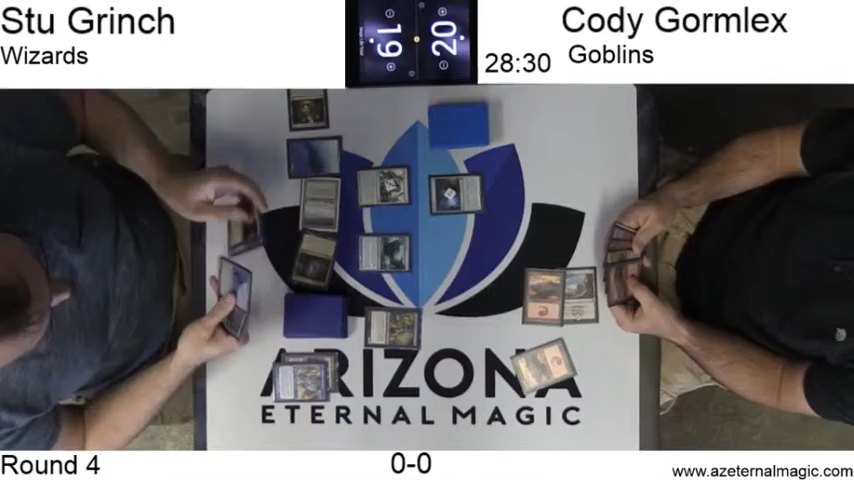 Stu Grinch
Wizards
19
20
28:30
Cody Gormlex
Goblins
ARIZONA
ETERNAL MAGIC
Round 4
0-0
www.azeternalmagic.com